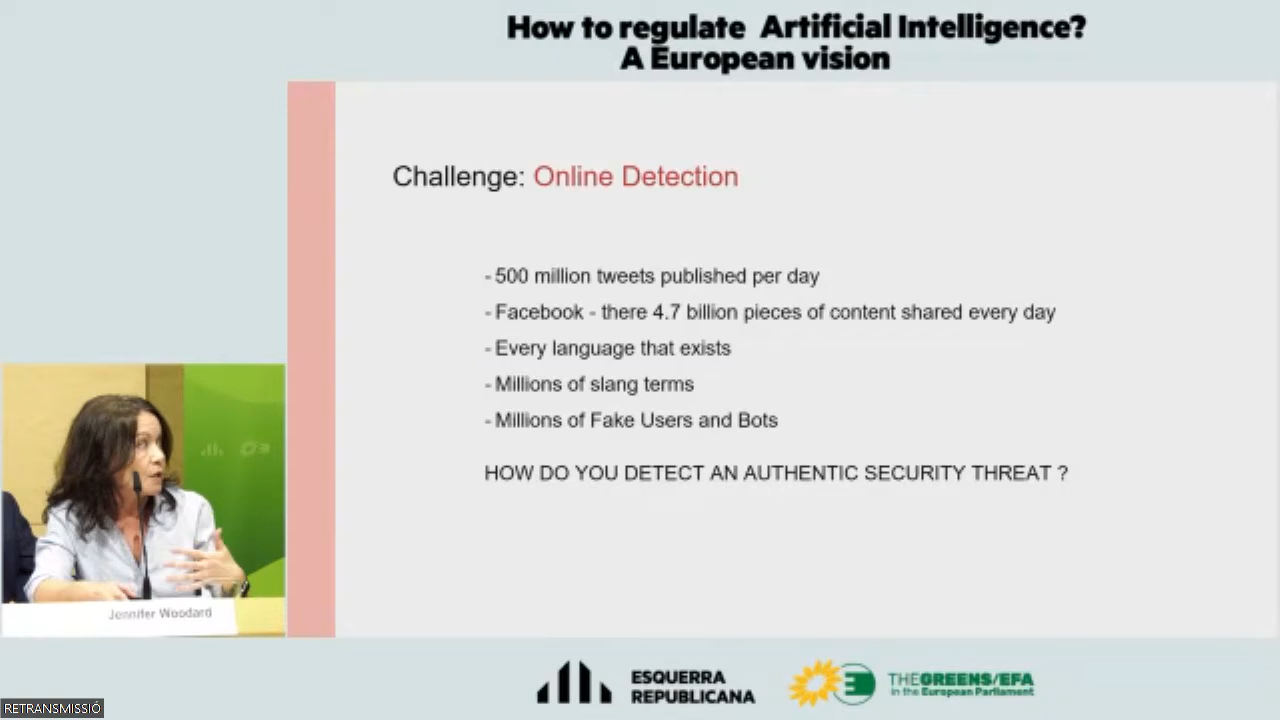 How to regulate Artificial Intelligence?
A European vision
Challenge: Online Detection
- 500 million tweets published per day
- Facebook - there 4.7 billion pieces of content shared every day
- Every language that exists
- Millions of slang terms
- Millions of Fake Users and Bots
HOW DO YOU DETECT AN AUTHENTIC SECURITY THREAT ?
Jennifer Woodard
ESQUERRA
REPUBLICANA
THE GREENS/EFA
in the European Parliament
RETRANSMISSIÓ